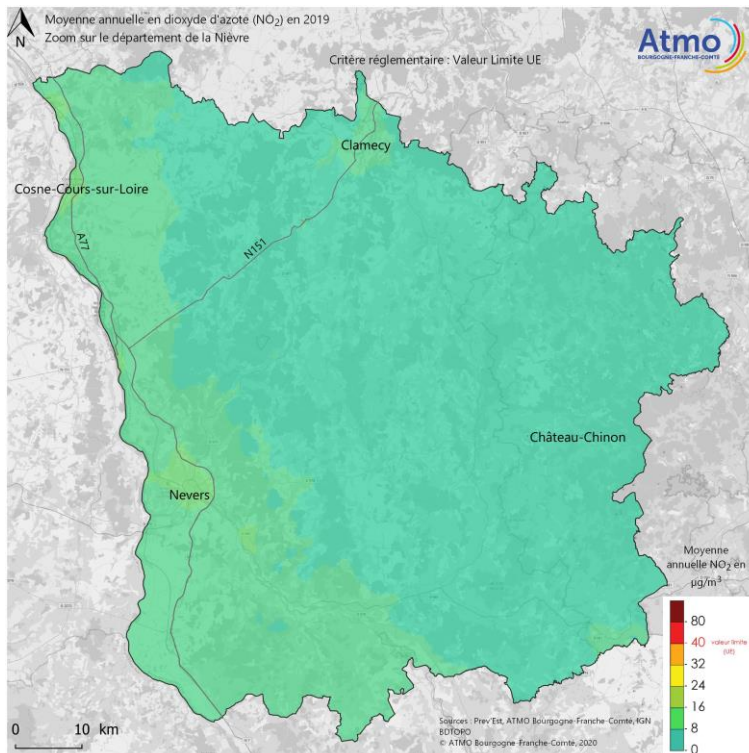 Moyenne annuelle en dioxyde d'azote (NO₂) en 2019
Zoom sur le département de la Nièvre
N
Critère réglementaire : Valeur Limite UE
Atmo
BOURGOGNE-FRANCHE-COMTÉ
Clamecy
Cosne-Cours-sur-Loire
A77
N151
Château-Chinon
Nevers
Moyenne
annuelle NO₂ en
µg/m³
80
40 valeur limite
(UE)
32
24
16
8
0
0 10 km
Sources : Prev'Est, ATMO Bourgogne-Franche-Comté, IGN
BDTOPO
© ATMO Bourgogne-Franche-Comté, 2020